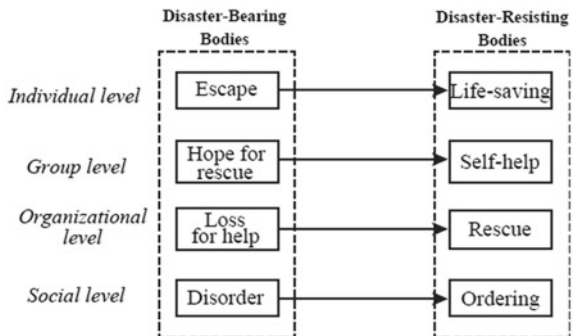 Disaster-Bearing
Bodies
Disaster-Resisting
Bodies
Individual level
Escape
Life-saving
Group level
Hope for
rescue
Self-help
Organizational
level
Loss
for help
Rescue
Social level
Disorder
Ordering